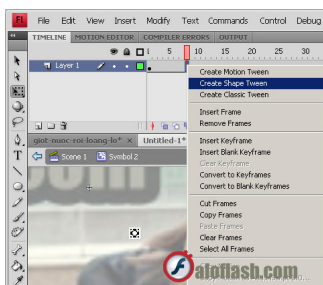 FL File Edit View Insert Modify Text Commands Control Debug
TIMELINE MOTION EDITOR COMPILER ERRORS OUTPUT
1 5 10 15 20 25 30
Layer 1
Create Motion Tween
Create Shape Tween
Create Classic Tween
Insert Frame
Remove Frames
Insert Keyframe
Insert Blank Keyframe
Clear Keyframe
Convert to Keyframes
Convert to Blank Keyframes
Cut Frames
Copy Frames
Paste Frames
Clear Frames
Select All Frames
giot-nuoc-roi-loang-lo* × Untitled-1*
Scene 1 Symbol 2
com
aloflash.com